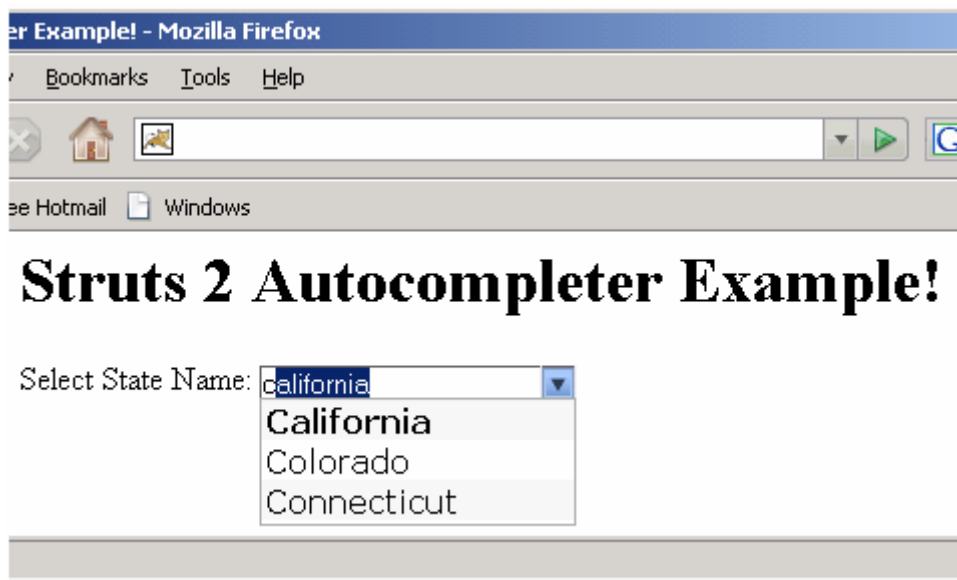 er Example! - Mozilla Firefox
Bookmarks Tools Help
G
ee Hotmail Windows
Struts 2 Autocompleter Example!
Select State Name: california
California
Colorado
Connecticut